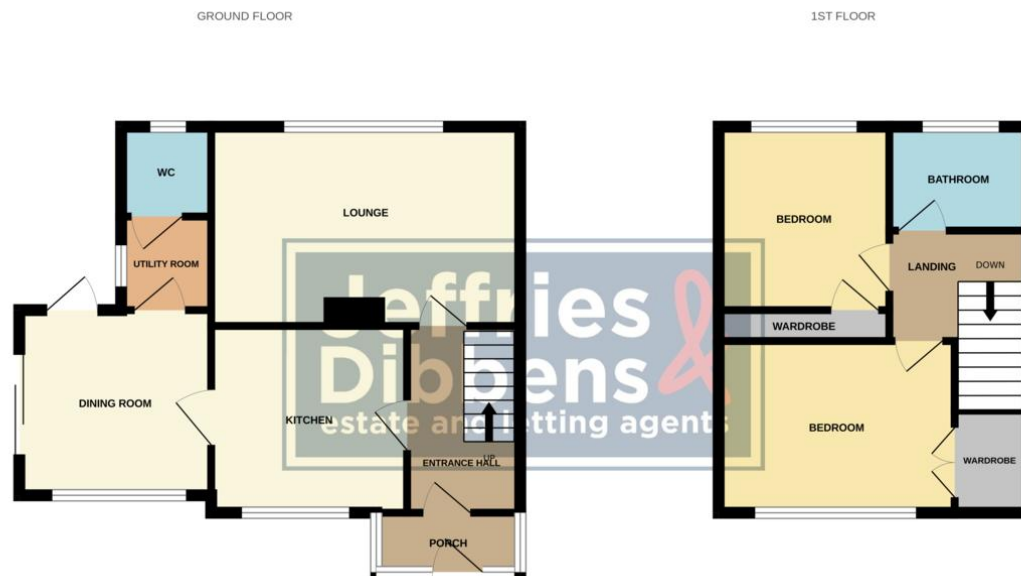 GROUND FLOOR
1ST FLOOR
WC
UTILITY ROOM
LOUNGE
DINING ROOM
KITCHEN
UP
ENTRANCE HALL
PORCH
BEDROOM
BATHROOM
LANDING
DOWN
WARDROBE
BEDROOM
WARDROBE
Jeffries
Dibbens
estate and letting agents